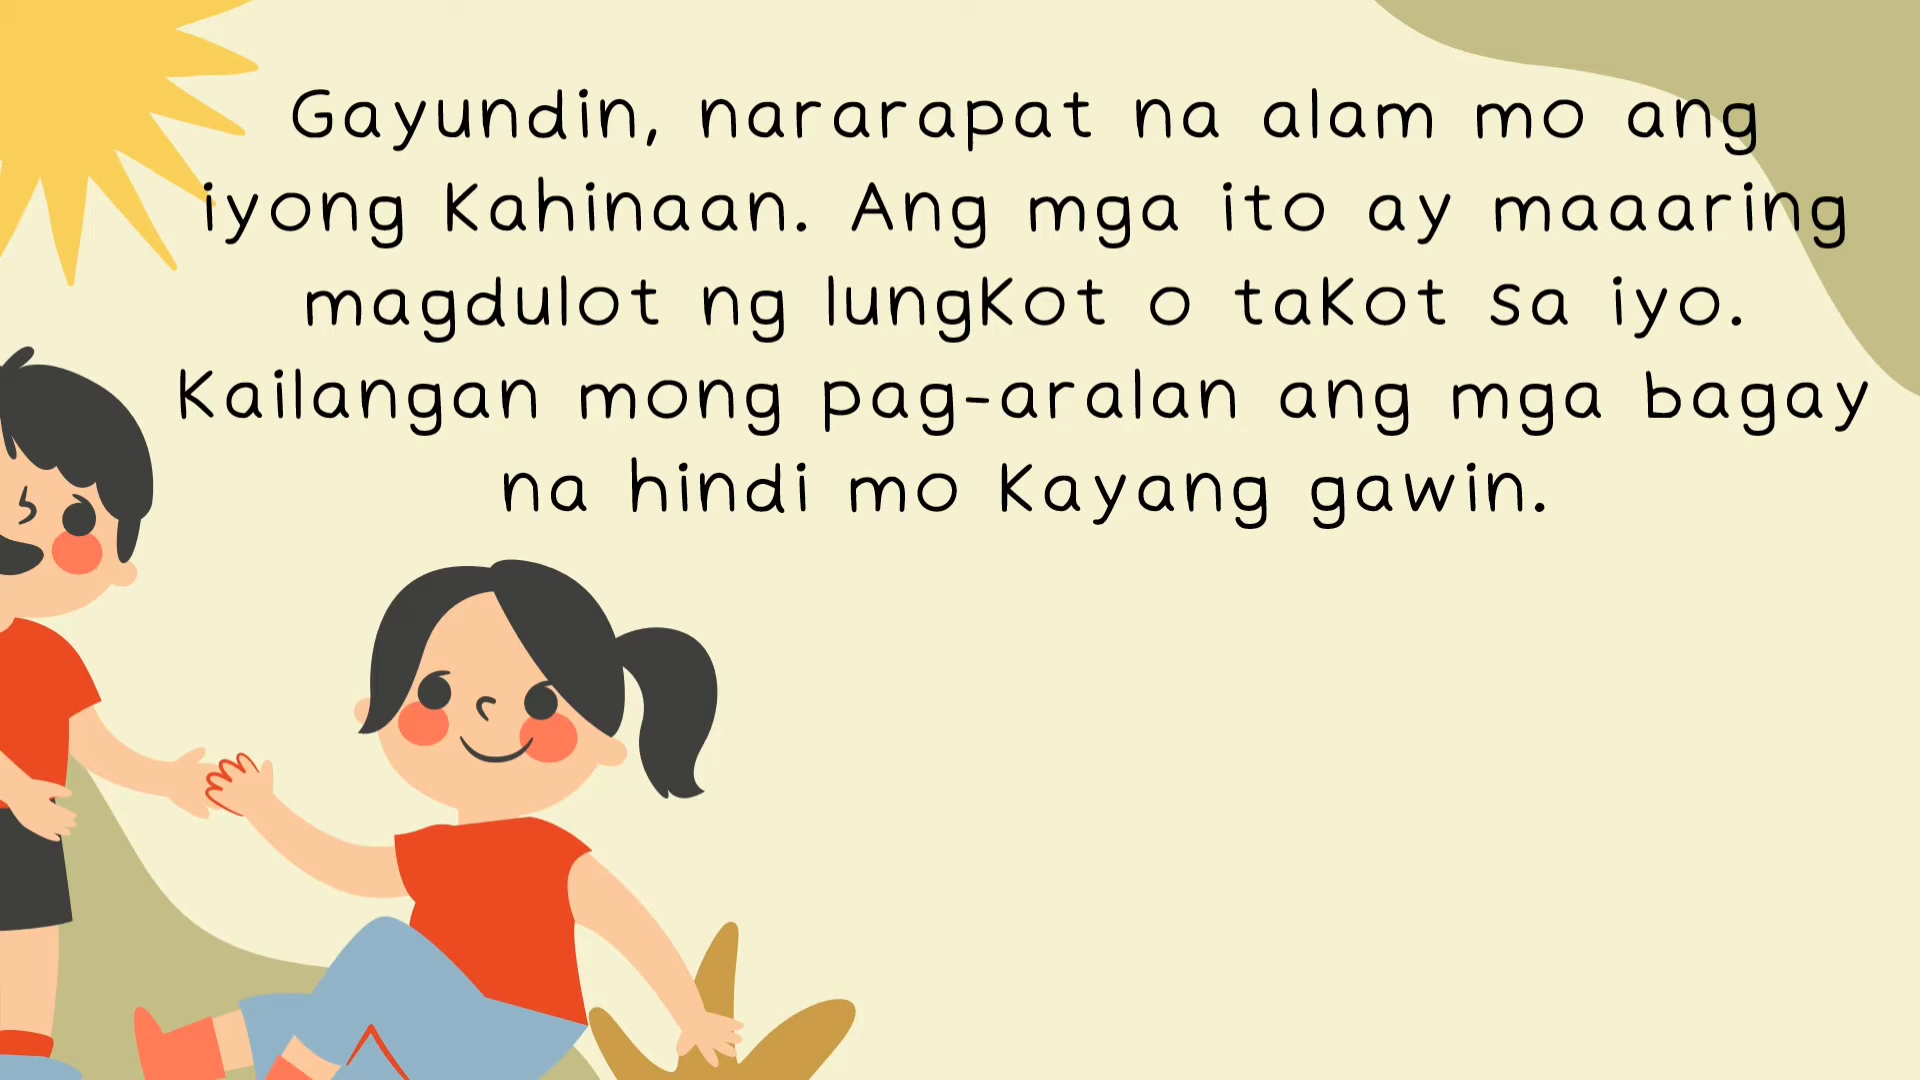 Gayundin, nararapat na alam mo ang
iyong kahinaan. Ang mga ito ay maaaring
magdulot ng lungkot o takot sa iyo.
Kailangan mong pag-aralan ang mga bagay
na hindi mo kayang gawin.